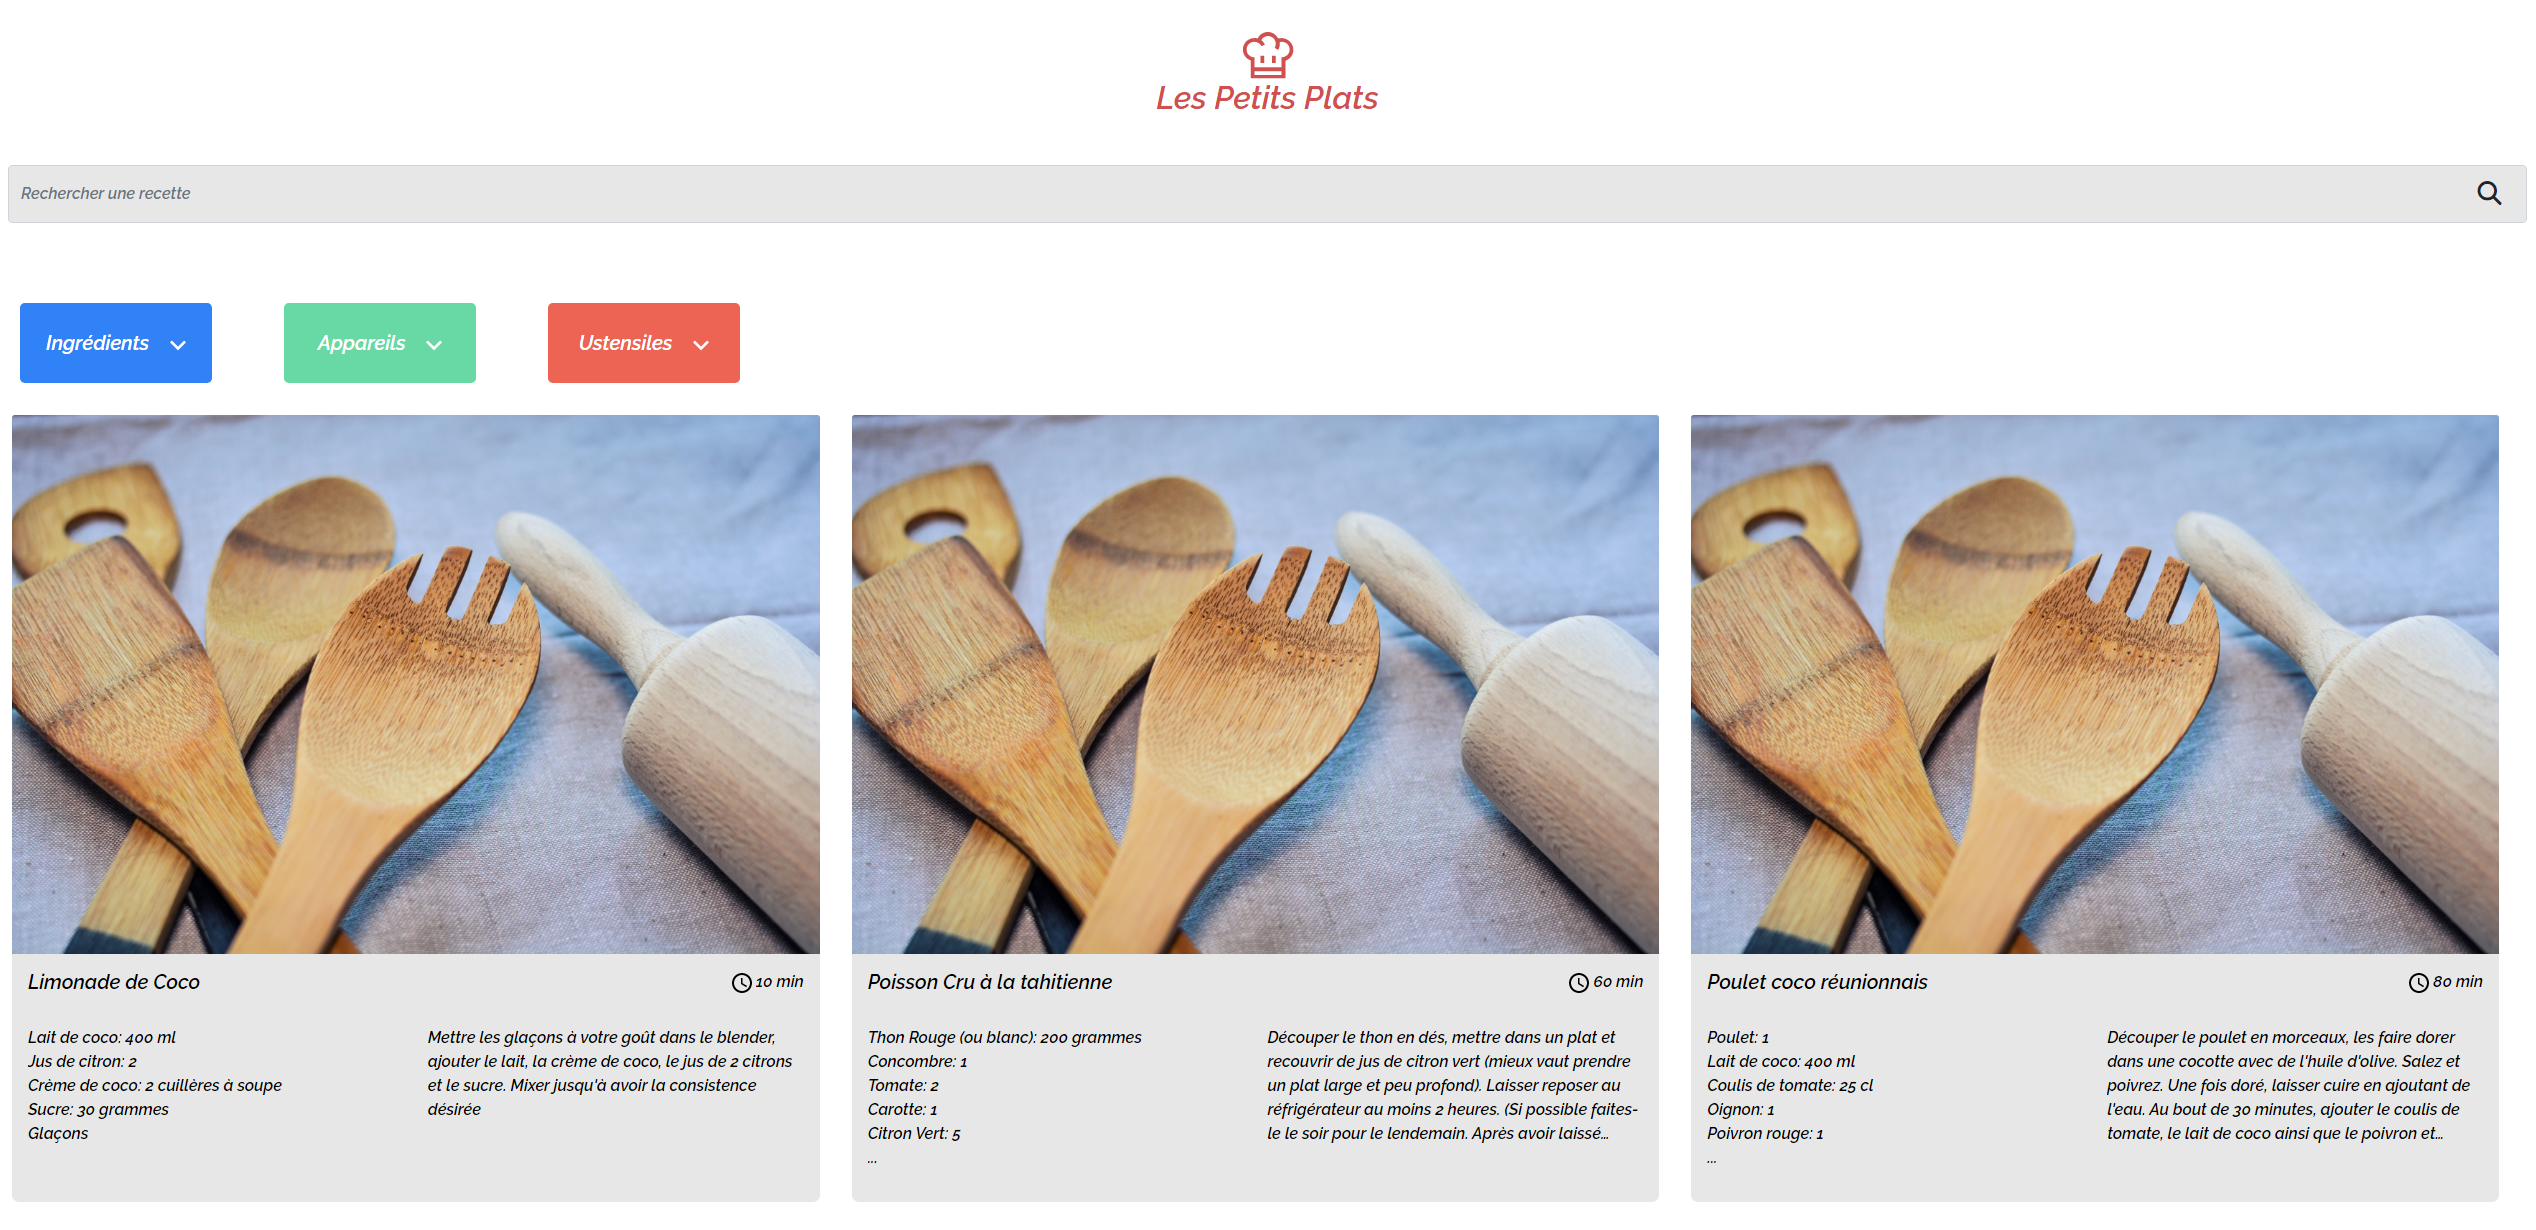 Les Petits Plats
Rechercher une recette
Ingrédients
Appareils
Ustensiles
Limonade de Coco
10 min
Lait de coco: 400 ml
Jus de citron: 2
Crème de coco: 2 cuillères à soupe
Sucre: 30 grammes
Glaçons
Mettre les glaçons à votre goût dans le blender,
ajouter le lait, la crème de coco, le jus de 2 citrons
et le sucre. Mixer jusqu'à avoir la consistence
désirée
Poisson Cru à la tahitienne
60 min
Thon Rouge (ou blanc): 200 grammes
Concombre: 1
Tomate: 2
Carotte: 1
Citron Vert: 5
...
Découper le thon en dés, mettre dans un plat et
recouvrir de jus de citron vert (mieux vaut prendre
un plat large et peu profond). Laisser reposer au
réfrigérateur au moins 2 heures. (Si possible faites-
le le soir pour le lendemain. Après avoir laissé...
Poulet coco réunionnais
80 min
Poulet: 1
Lait de coco: 400 ml
Coulis de tomate: 25 cl
Oignon: 1
Poivron rouge: 1
...
Découper le poulet en morceaux, les faire dorer
dans une cocotte avec de l'huile d'olive. Salez et
poivrez. Une fois doré, laisser cuire en ajoutant de
l'eau. Au bout de 30 minutes, ajouter le coulis de
tomate, le lait de coco ainsi que le poivron et...